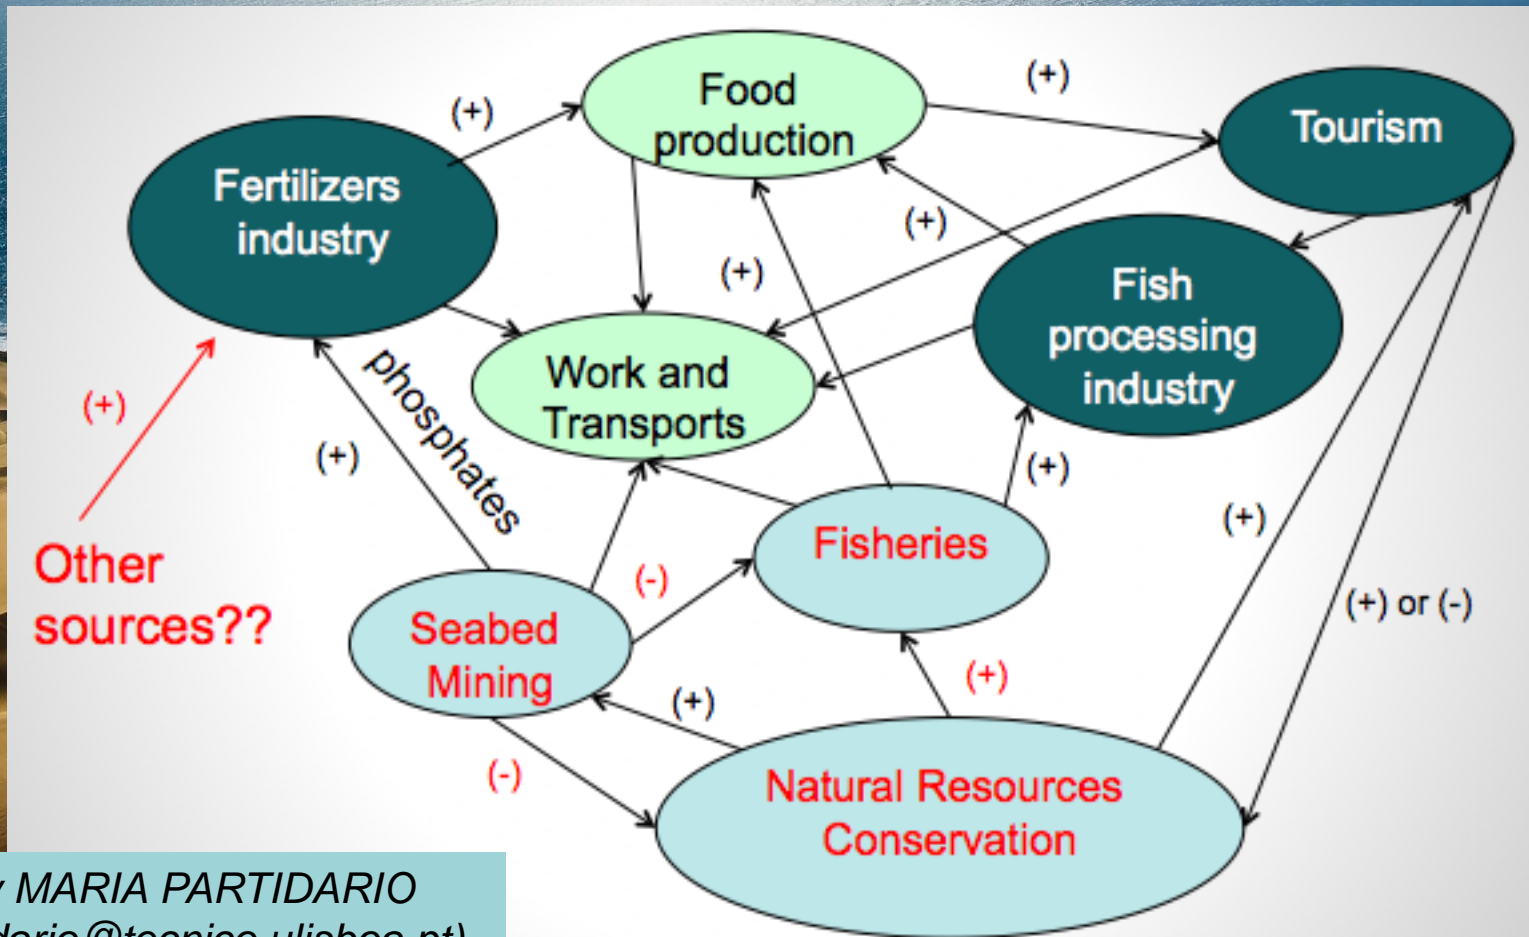 Food
production
(+)
Tourism
(+)
Fertilizers
industry
(+)
(+)
Fish
processing
industry
Work and
Transports
phosphates
(+)
(+)
(+)
(+)
Other
sources??
Fisheries
(-)
Seabed
Mining
(+) or (-)
(+)
(+)
(-)
Natural Resources
Conservation
MARIA PARTIDARIO